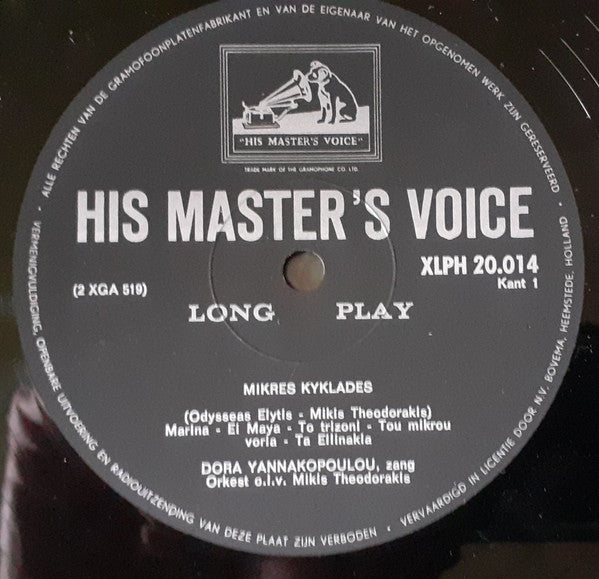 ALLE RECHTEN VAN DE GRAMOFOONPLATENFABRIKANT EN VAN DE EIGENAAR VAN HET OPGENOMEN WERK ZIJN GERESERVEERD
"HIS MASTER'S VOICE"
TRADE MARK OF THE GRAMOPHONE CO. LTD.
HIS MASTER'S VOICE
XLPH 20.014
Kant 1
(2 XGA 519)
LONG PLAY
MIKRES KYKLADES
(Odysseas Elytis - Mikis Theodorakis)
Marina - El Maya - To trizoni - Tou mikrou
voria - Ta Ellinakia
DORA YANNAKOPOULOU, zang
Orkest o.l.v. Mikis Theodorakis
• VERMENIGVULDIGING, OPENBARE UITVOERING EN RADIOUITZENDING VAN DEZE PLAAT ZIJN VERBODEN • VERVAARDIGD IN LICENTIE DOOR N.V. BOVEMA, HEEMSTEDE, HOLLAND •